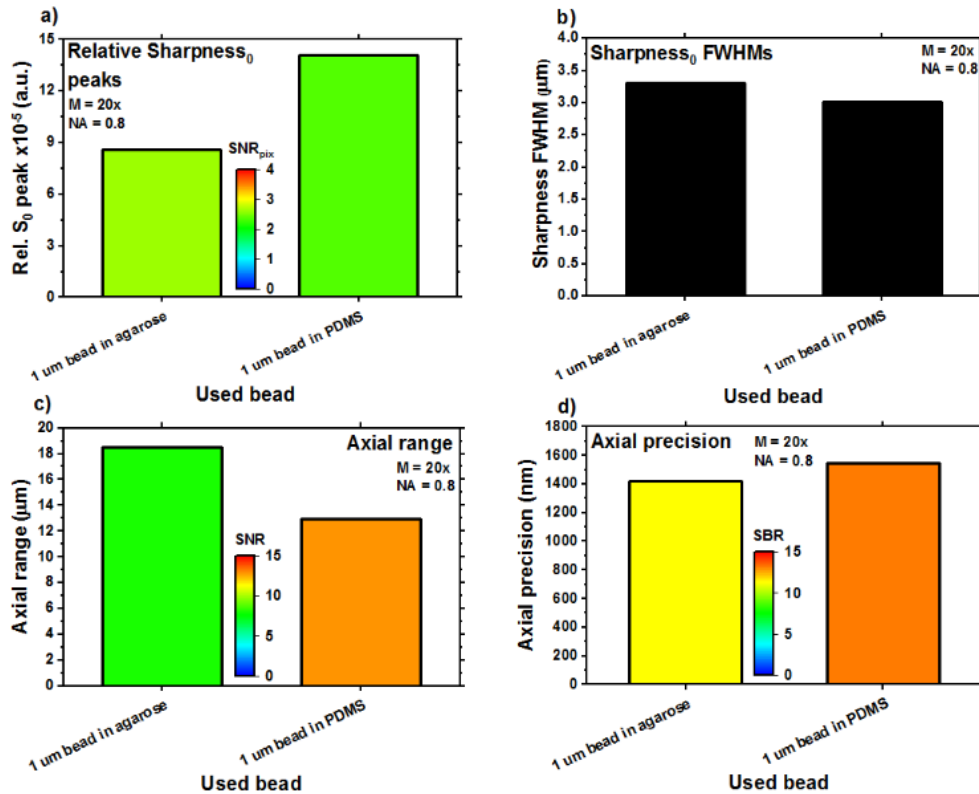 a)
Relative Sharpness₀
peaks
M = 20x
NA = 0.8
SNRpix
4
3
2
1
0
15
12
9
6
3
0
Rel. S₀ peak x10⁻⁵ (a.u.)
1 um bead in agarose
1 um bead in PDMS
Used bead
b)
Sharpness₀ FWHMs
M = 20x
NA = 0.8
4.0
3.5
3.0
2.5
2.0
1.5
1.0
0.5
0.0
Sharpness FWHM (µm)
1 um bead in agarose
1 um bead in PDMS
Used bead
c)
Axial range
M = 20x
NA = 0.8
SNR
15
10
5
0
20
18
16
14
12
10
8
6
4
2
0
Axial range (µm)
1 um bead in agarose
1 um bead in PDMS
Used bead
d)
Axial precision
M = 20x
NA = 0.8
SBR
15
10
5
0
1800
1600
1400
1200
1000
800
600
400
200
0
Axial precision (nm)
1 um bead in agarose
1 um bead in PDMS
Used bead